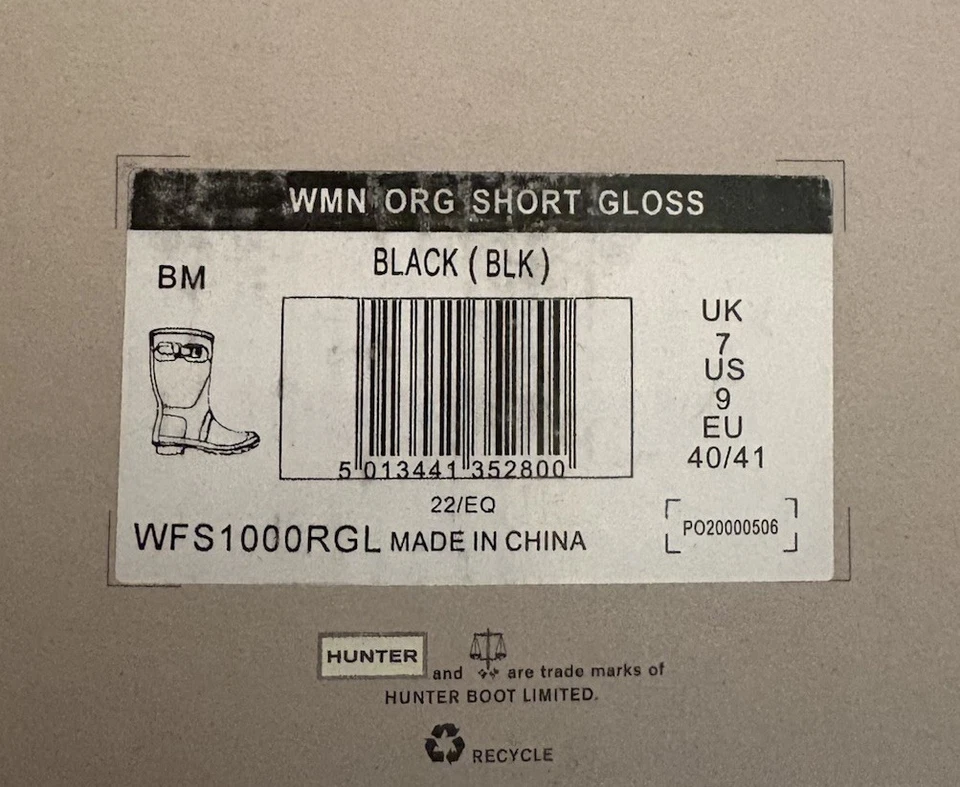 WMN ORG SHORT GLOSS
BM
BLACK (BLK)
5 013441 352800
UK
7
US
9
EU
40/41
22/EQ
WFS1000RGL MADE IN CHINA
PO20000506
HUNTER and are trade marks of
HUNTER BOOT LIMITED.
RECYCLE